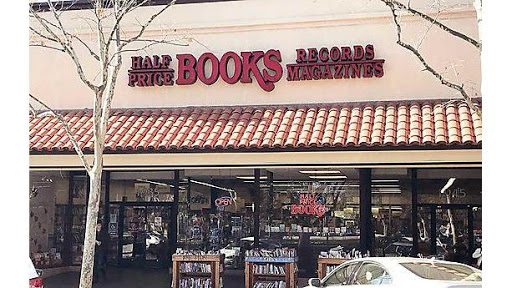 HALF PRICE BOOKS RECORDS MAGAZINES
OPEN
HALF PRICE BOOKS